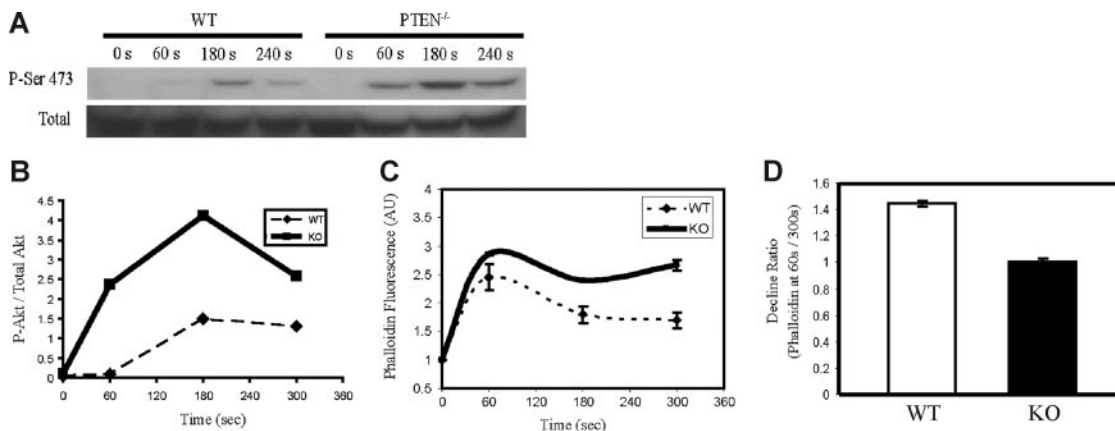 A
WT PTEN-/-
0 s 60 s 180 s 240 s 0 s 60 s 180 s 240 s
P-Ser 473
Total
B
P-Akt / Total Akt
4.5
4
3.5
3
2.5
2
1.5
1
0.5
0
WT
KO
0 60 120 180 240 300 360
Time (sec)
C
Phalloidin Fluorescence (AU)
4
3.5
3
2.5
2
1.5
1
0.5
WT
KO
0 60 120 180 240 300 360
Time (sec)
D
Decline Ratio
(Phalloidin at 60s / 300s)
1.6
1.4
1.2
1
0.8
0.6
0.4
0.2
0
WT KO